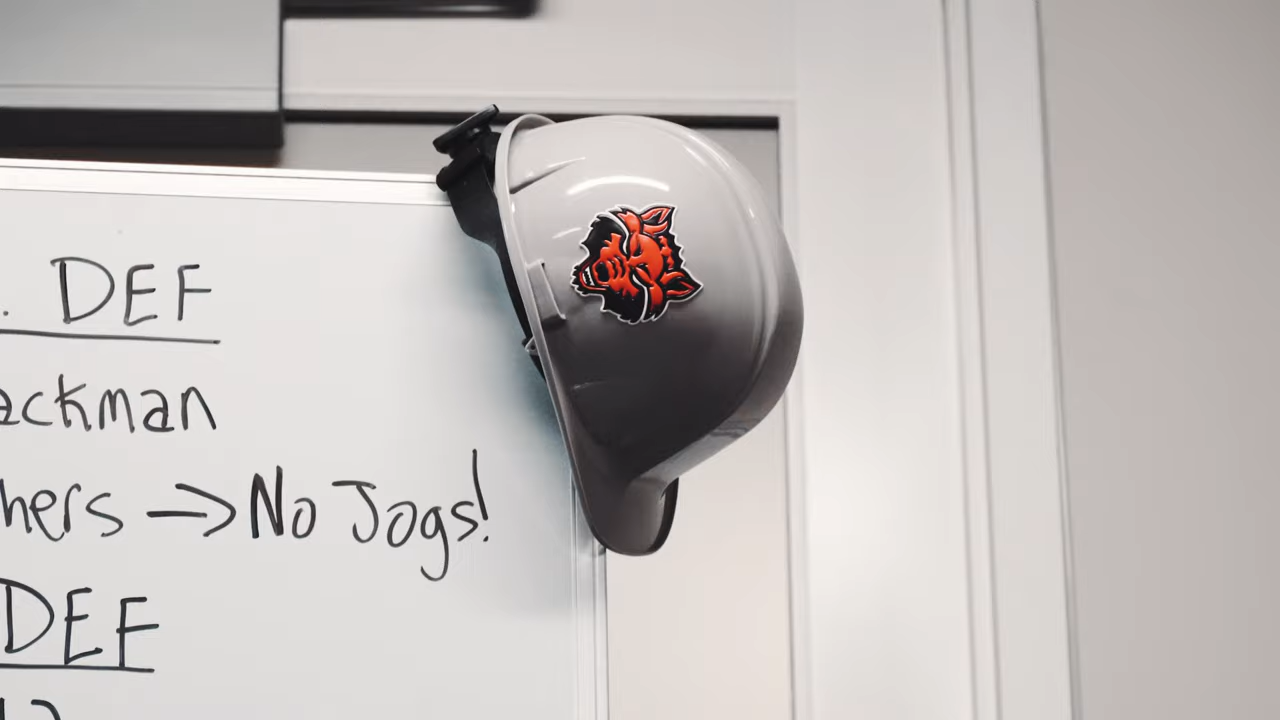 . DEF
ackman
hers → No Jogs!
DEF